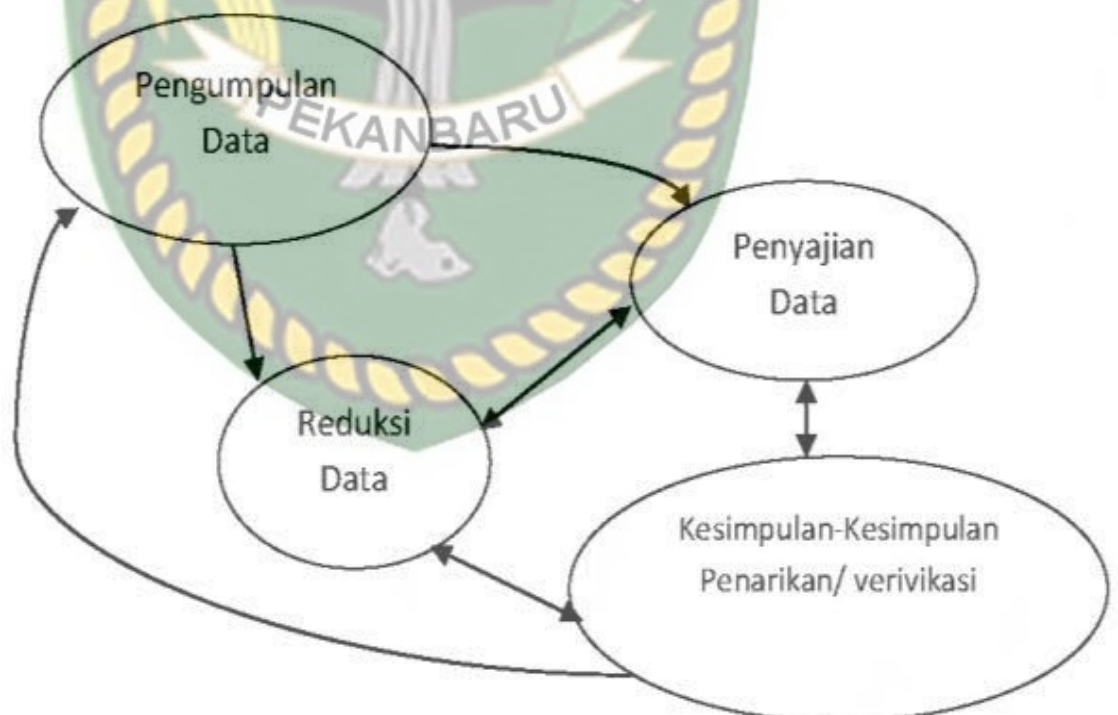 Pengumpulan
Data
PEKANBARU
Penyajian
Data
Reduksi
Data
Kesimpulan-Kesimpulan
Penarikan/ verivikasi